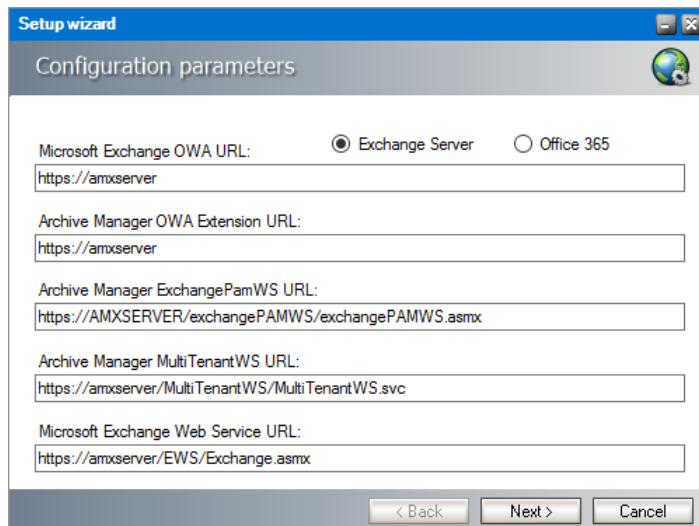 Setup wizard
Configuration parameters
Microsoft Exchange OWA URL: Exchange Server Office 365
https://amxserver
Archive Manager OWA Extension URL:
https://amxserver
Archive Manager ExchangePamWS URL:
https://AMXSERVER/exchangePAMWS/exchangePAMWS.asmx
Archive Manager MultiTenantWS URL:
https://amxserver/MultiTenantWS/MultiTenantWS.svc
Microsoft Exchange Web Service URL:
https://amxserver/EWS/Exchange.asmx
< Back Next > Cancel